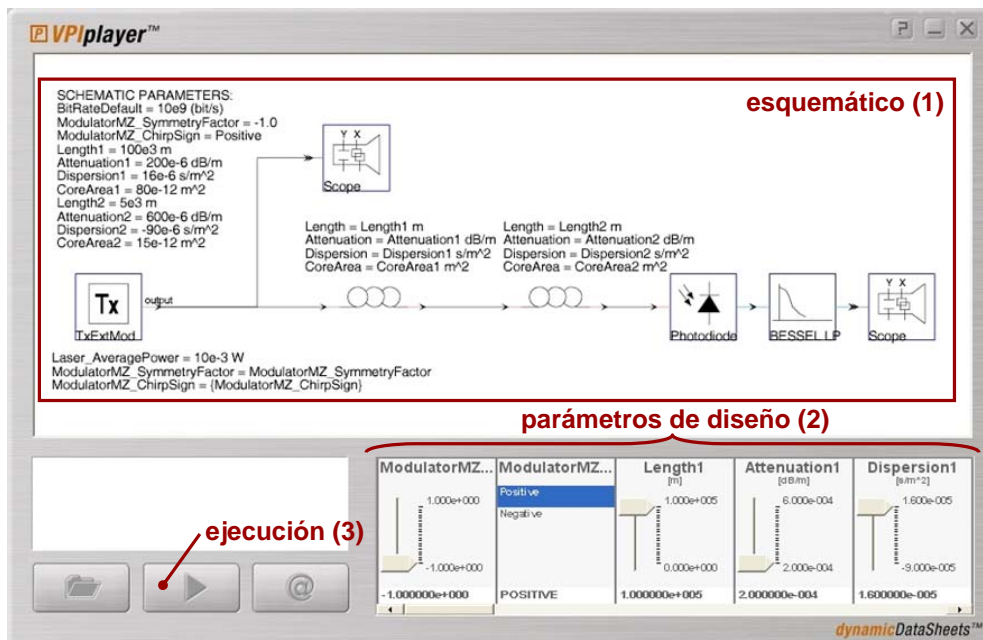 VPIplayer™
esquemático (1)
SCHEMATIC PARAMETERS:
BitRateDefault = 10e9 (bit/s)
ModulatorMZ_SymmetryFactor = -1.0
ModulatorMZ_ChirpSign = Positive
Length1 = 100e3 m
Attenuation1 = 200e-6 dB/m
Dispersion1 = 16e-6 s/m^2
CoreArea1 = 80e-12 m^2
Length2 = 5e3 m
Attenuation2 = 600e-6 dB/m
Dispersion2 = -90e-6 s/m^2
CoreArea2 = 15e-12 m^2
Y X
Scope
Length = Length1 m
Attenuation = Attenuation1 dB/m
Dispersion = Dispersion1 s/m^2
CoreArea = CoreArea1 m^2
Length = Length2 m
Attenuation = Attenuation2 dB/m
Dispersion = Dispersion2 s/m^2
CoreArea = CoreArea2 m^2
Tx
output
TxExtMod
Photodiode
BESSEL LP
Y X
Scope
Laser_AveragePower = 10e-3 W
ModulatorMZ_SymmetryFactor = ModulatorMZ_SymmetryFactor
ModulatorMZ_ChirpSign = {ModulatorMZ_ChirpSign}
parámetros de diseño (2)
ModulatorMZ...
1.000e+000
-1.000e+000
-1.000000e+000
ModulatorMZ...
Positive
Negative
POSITIVE
Length1
[m]
1.000e+005
0.000e+000
1.000000e+005
Attenuation1
[dB/m]
6.000e-004
2.000e-004
2.000000e-004
Dispersion1
[s/m^2]
1.600e-005
-9.000e-005
1.600000e-005
ejecución (3)
@
dynamicDataSheets™